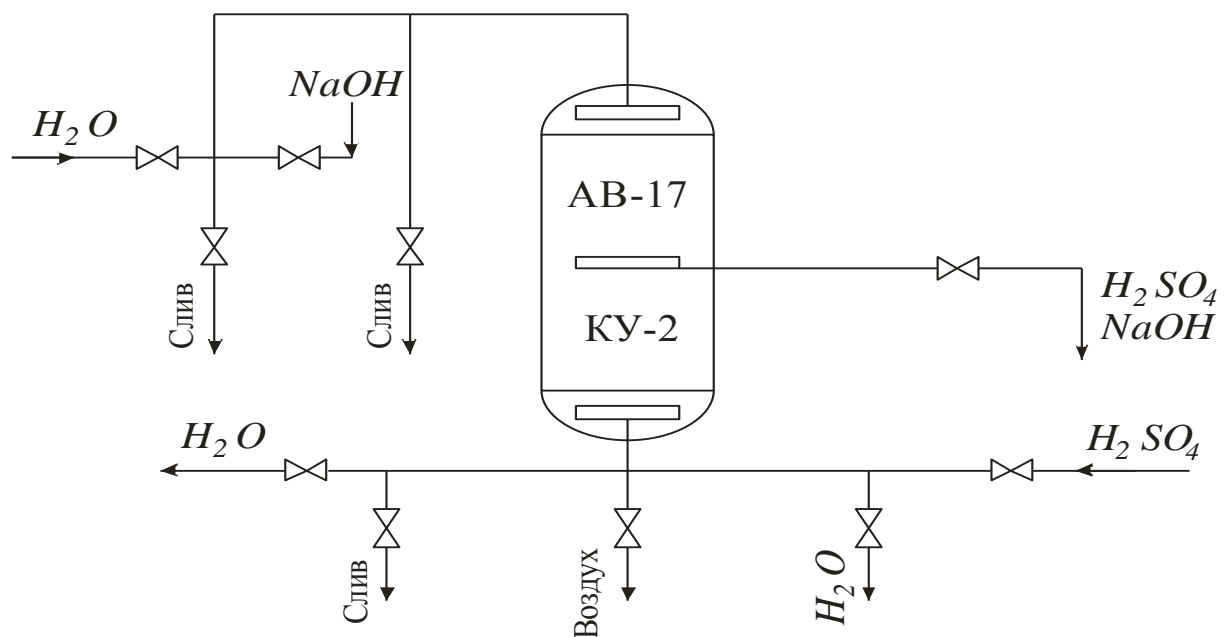 NaOH
H₂O
АВ-17
Слив
Слив
КУ-2
H₂SO₄
NaOH
H₂O
H₂SO₄
Слив
Воздух
H₂O